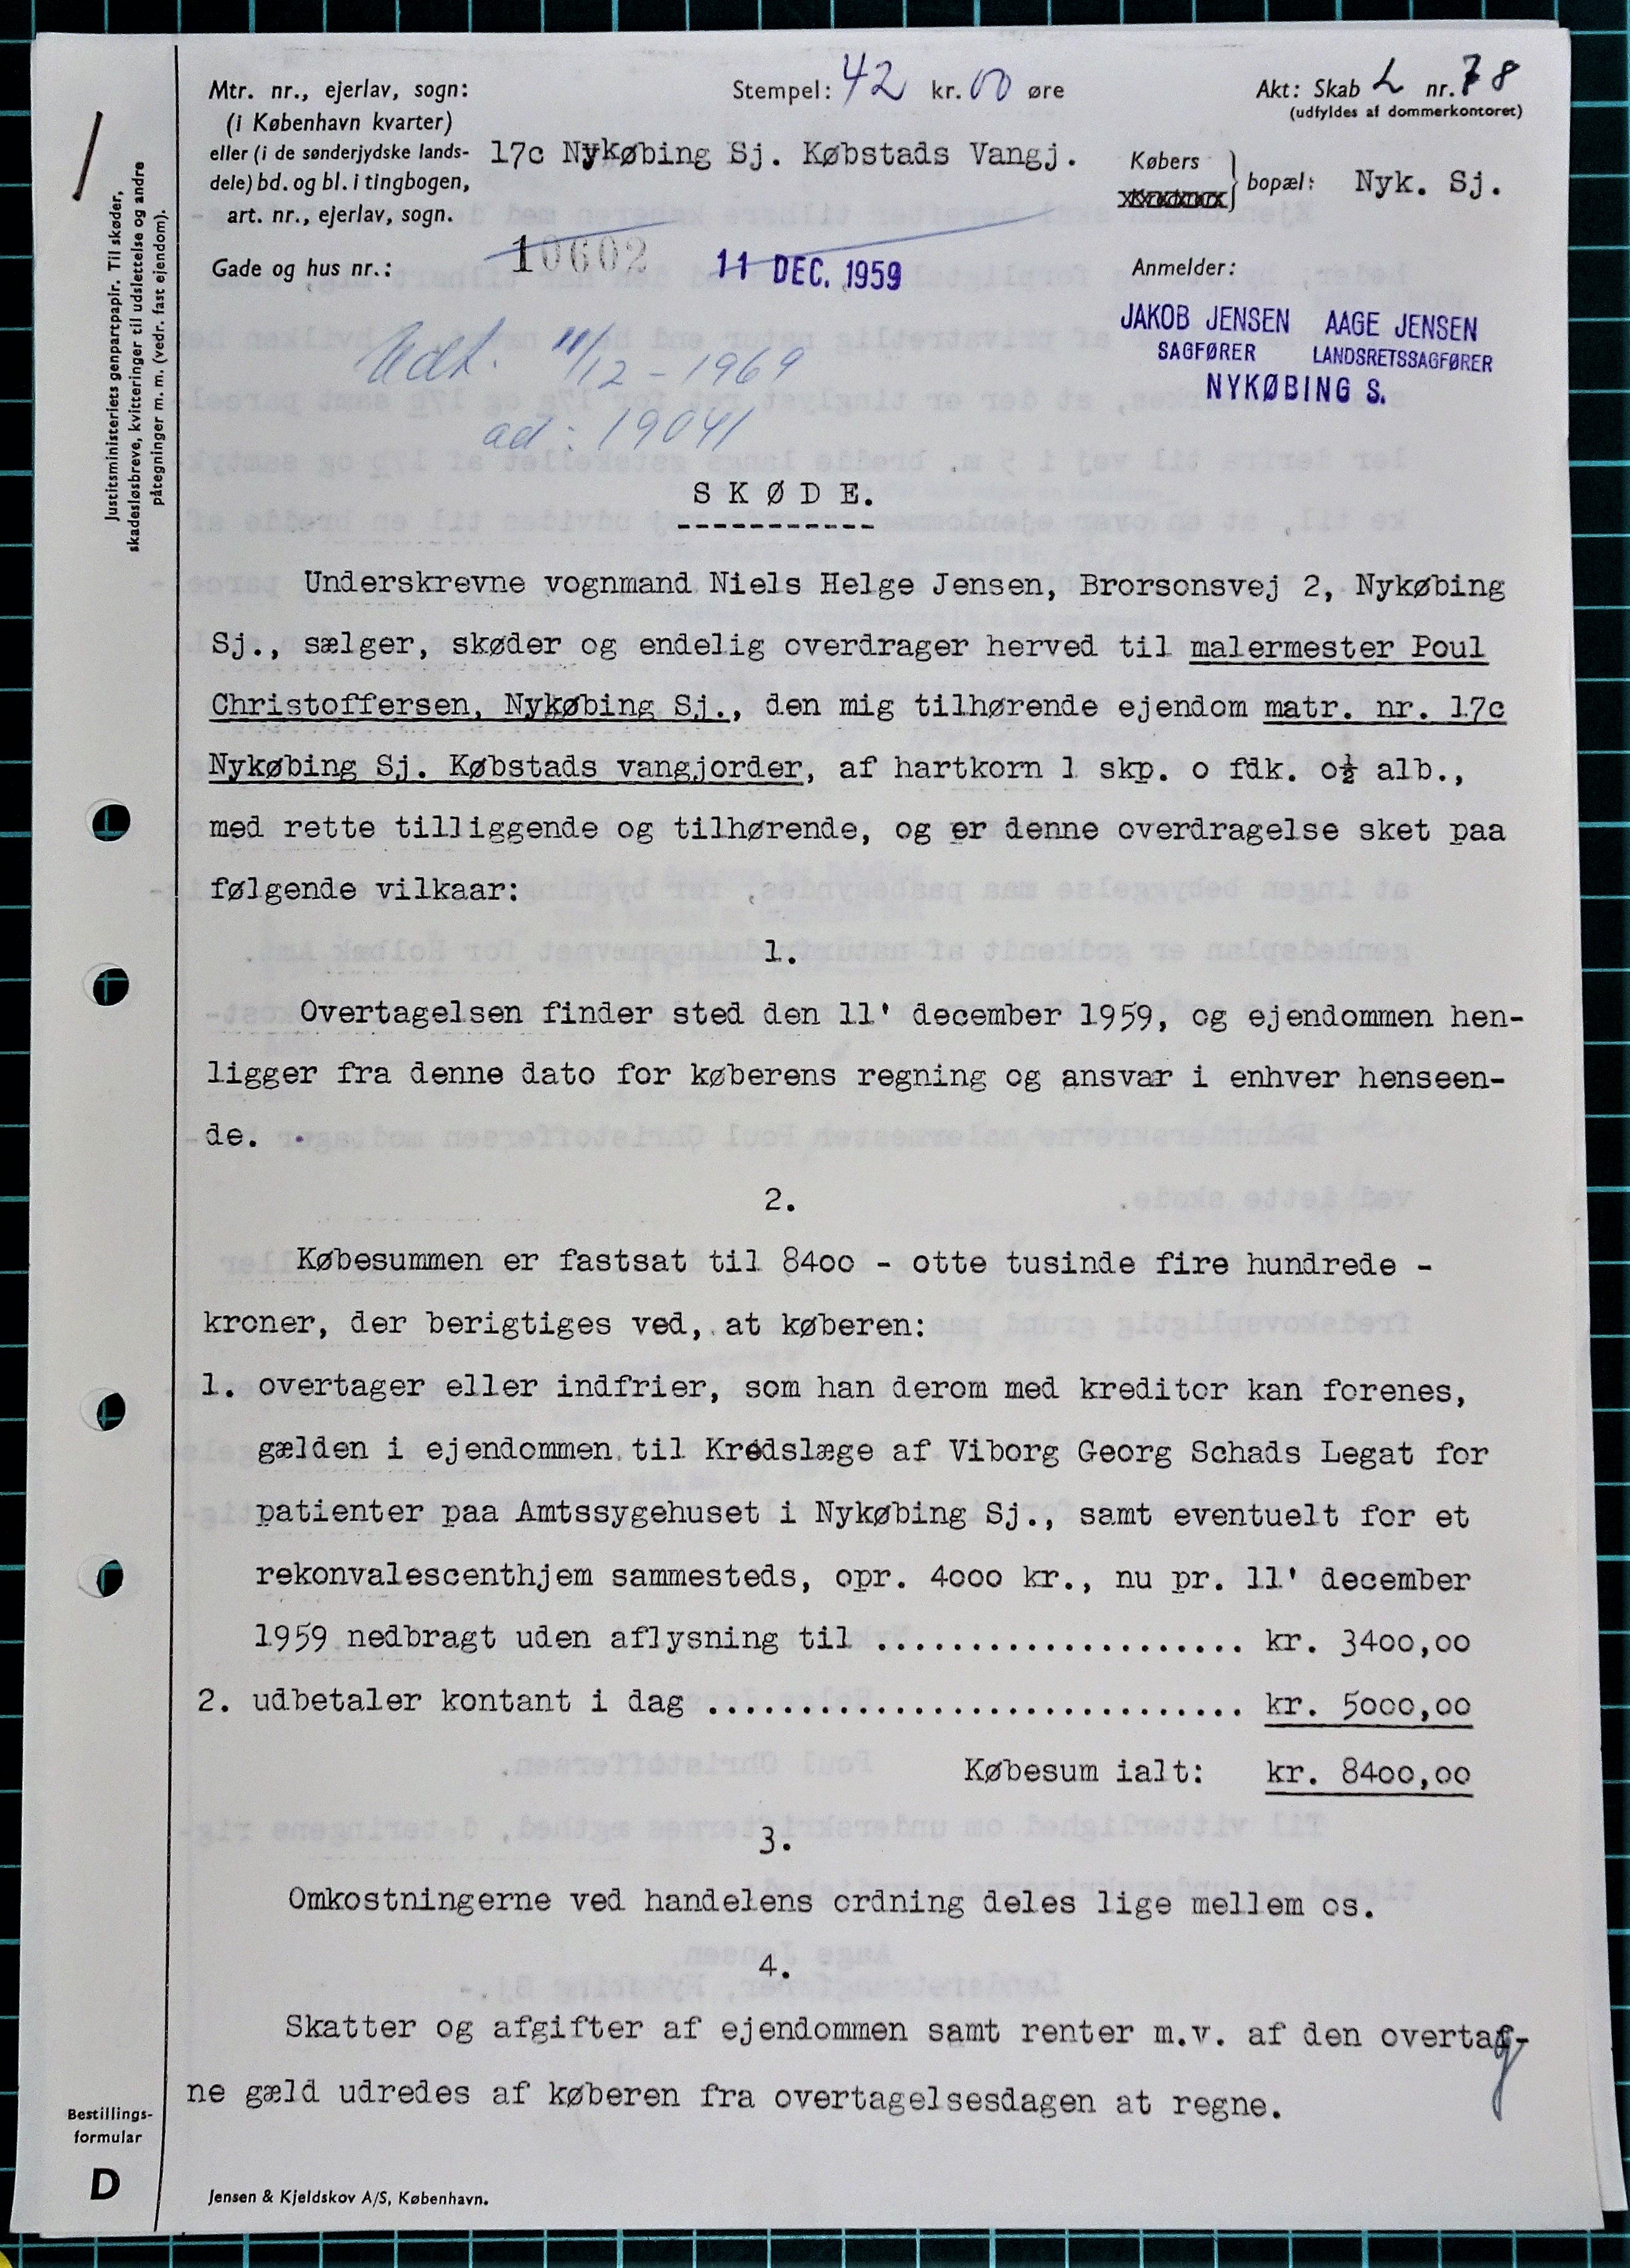 Mtr. nr., ejerlav, sogn:
(i København kvarter)
eller (i de sønderjydske lands-
dele) bd. og bl. i tingbogen,
art. nr., ejerlav, sogn.
Gade og hus nr.:
Stempel: 42 kr. 00 øre
Akt: Skab L nr. 78
(udfyldes af dommerkontoret)
17c Nykøbing Sj. Købstads Vangj.
Købers
Kreditors
bopæl: Nyk. Sj.
10602
11 DEC. 1959
Anmelder:
JAKOB JENSEN AAGE JENSEN
SAGFØRER LANDSRETSSAGFØRER
NYKØBING S.
Udl. 11/12-1969
ad: 19041
Justitsministeriets genpartpapir. Til skøder,
skadesløsbreve, kvitteringer til udslettelse og andre
påtegninger m. m. (vedr. fast ejendom).
SKØDE.
Underskrevne vognmand Niels Helge Jensen, Brorsonsvej 2, Nykøbing
Sj., sælger, skøder og endelig overdrager herved til malermester Poul
Christoffersen, Nykøbing Sj., den mig tilhørende ejendom matr. nr. 17c
Nykøbing Sj. Købstads vangjorder, af hartkorn 1 skp. o fdk. o½ alb.,
med rette tilliggende og tilhørende, og er denne overdragelse sket paa
følgende vilkaar:
1.
Overtagelsen finder sted den 11' december 1959, og ejendommen hen-
ligger fra denne dato for køberens regning og ansvar i enhver henseen-
de.
2.
Købesummen er fastsat til 8400 - otte tusinde fire hundrede -
kroner, der berigtiges ved, at køberen:
1. overtager eller indfrier, som han derom med kreditor kan forenes,
gælden i ejendommen til Kredslæge af Viborg Georg Schads Legat for
patienter paa Amtssygehuset i Nykøbing Sj., samt eventuelt for et
rekonvalescenthjem sammesteds, opr. 4000 kr., nu pr. 11' december
1959 nedbragt uden aflysning til .................... kr. 3400,00
2. udbetaler kontant i dag ............................. kr. 5000,00
Købesum ialt: kr. 8400,00
3.
Omkostningerne ved handelens ordning deles lige mellem os.
4.
Skatter og afgifter af ejendommen samt renter m.v. af den overtag-
ne gæld udredes af køberen fra overtagelsesdagen at regne.
Bestillings-
formular
D
Jensen & Kjeldskov A/S, København.